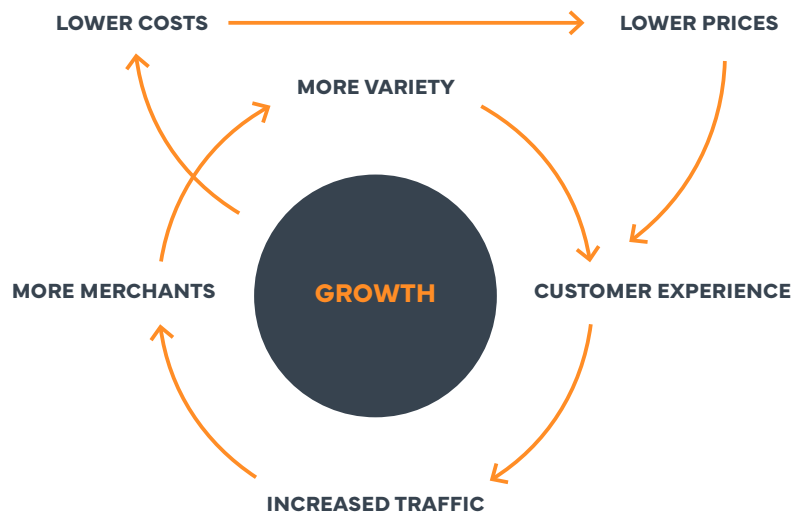 LOWER COSTS
LOWER PRICES
MORE VARIETY
MORE MERCHANTS
GROWTH
CUSTOMER EXPERIENCE
INCREASED TRAFFIC